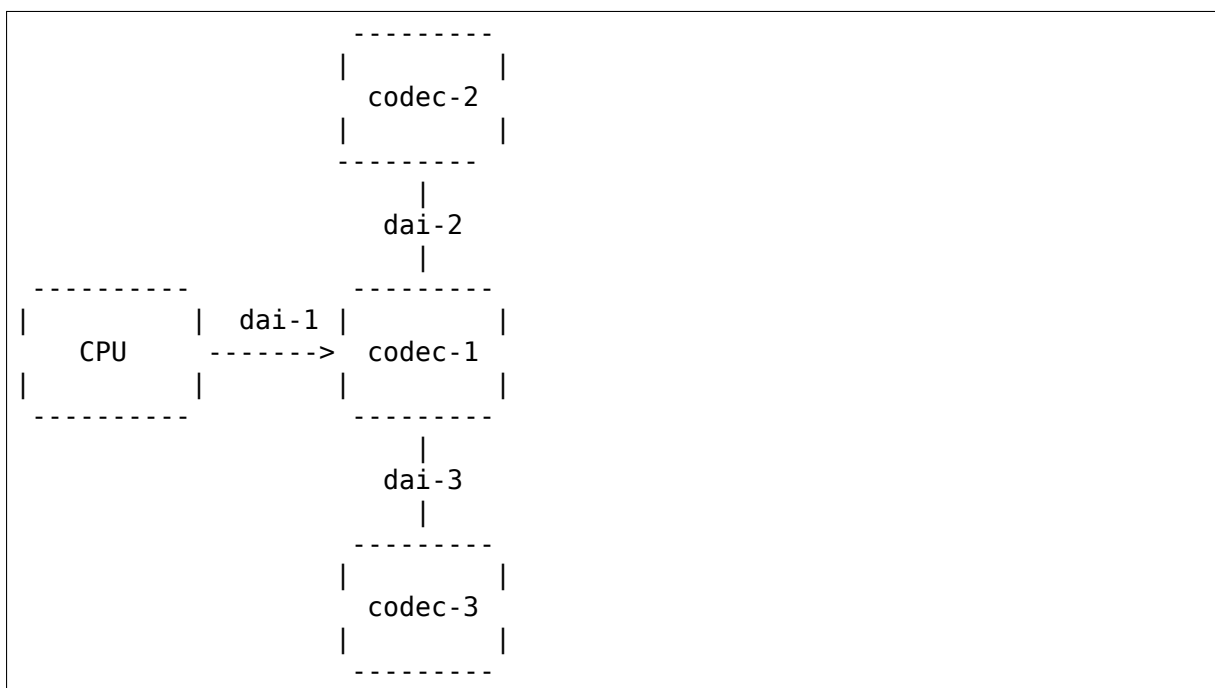 ---------
|         |
codec-2
|         |
---------
|
dai-2
|
---------- ---------
|          | dai-1 |         |
CPU -------> codec-1
|          | |         |
---------- ---------
|
dai-3
|
---------
|         |
codec-3
|         |
---------